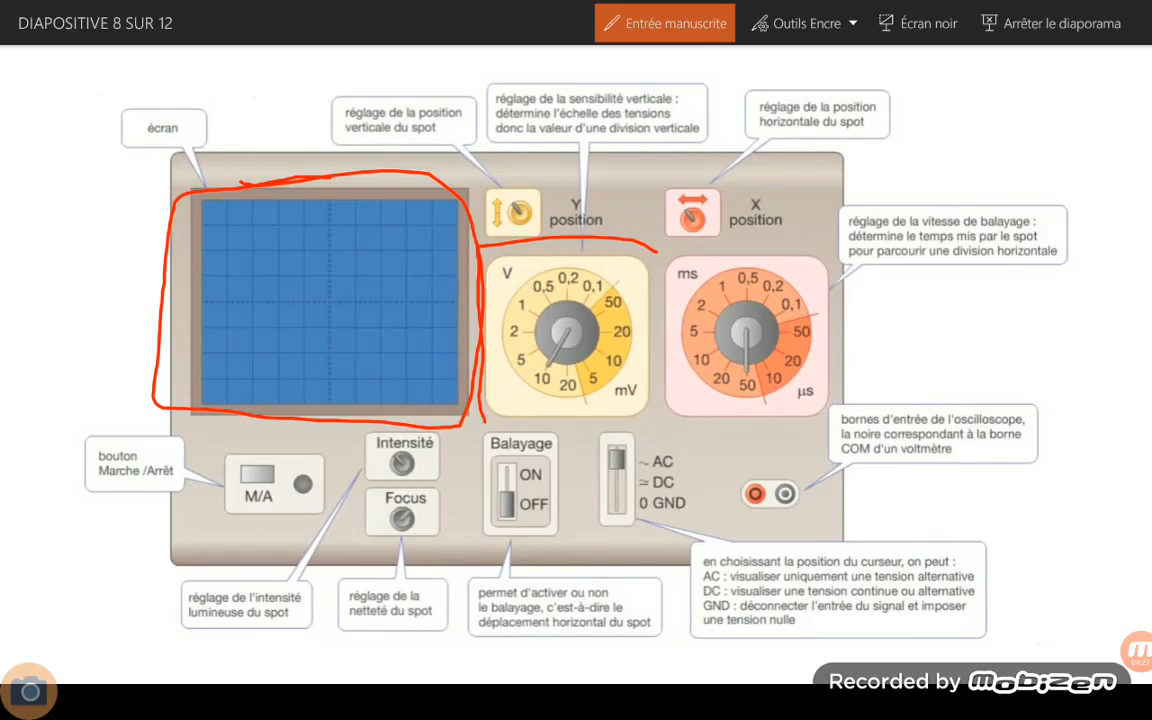 DIAPOSITIVE 8 SUR 12
Entrée manuscrite
Outils Encre
Écran noir
Arrêter le diaporama
écran
réglage de la position
verticale du spot
réglage de la sensibilité verticale :
détermine l'échelle des tensions
donc la valeur d'une division verticale
réglage de la position
horizontale du spot
Y
position
X
position
réglage de la vitesse de balayage :
détermine le temps mis par le spot
pour parcourir une division horizontale
V
0,5 0,2 0,1
1 50
2 20
5 10
10 20 5
mV
ms
1 0,5 0,2
2 0,1
5 50
10 20
20 50 10
µs
bouton
Marche /Arrêt
M/A
Intensité
Focus
Balayage
ON
OFF
~ AC
≃ DC
0 GND
bornes d'entrée de l'oscilloscope,
la noire correspondant à la borne
COM d'un voltmètre
réglage de l'intensité
lumineuse du spot
réglage de la
netteté du spot
permet d'activer ou non
le balayage, c'est-à-dire le
déplacement horizontal du spot
en choisissant la position du curseur, on peut :
AC : visualiser uniquement une tension alternative
DC : visualiser une tension continue ou alternative
GND : déconnecter l'entrée du signal et imposer
une tension nulle
04:27
Recorded by mobizen